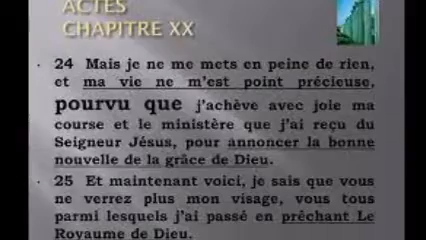 ACTES
CHAPITRE XX
24 Mais je ne me mets en peine de rien,
et ma vie ne m'est point précieuse,
pourvu que j'achève avec joie ma
course et le ministère que j'ai reçu du
Seigneur Jésus, pour annoncer la bonne
nouvelle de la grâce de Dieu.
25 Et maintenant voici, je sais que vous
ne verrez plus mon visage, vous tous
parmi lesquels j'ai passé en prêchant Le
Royaume de Dieu.